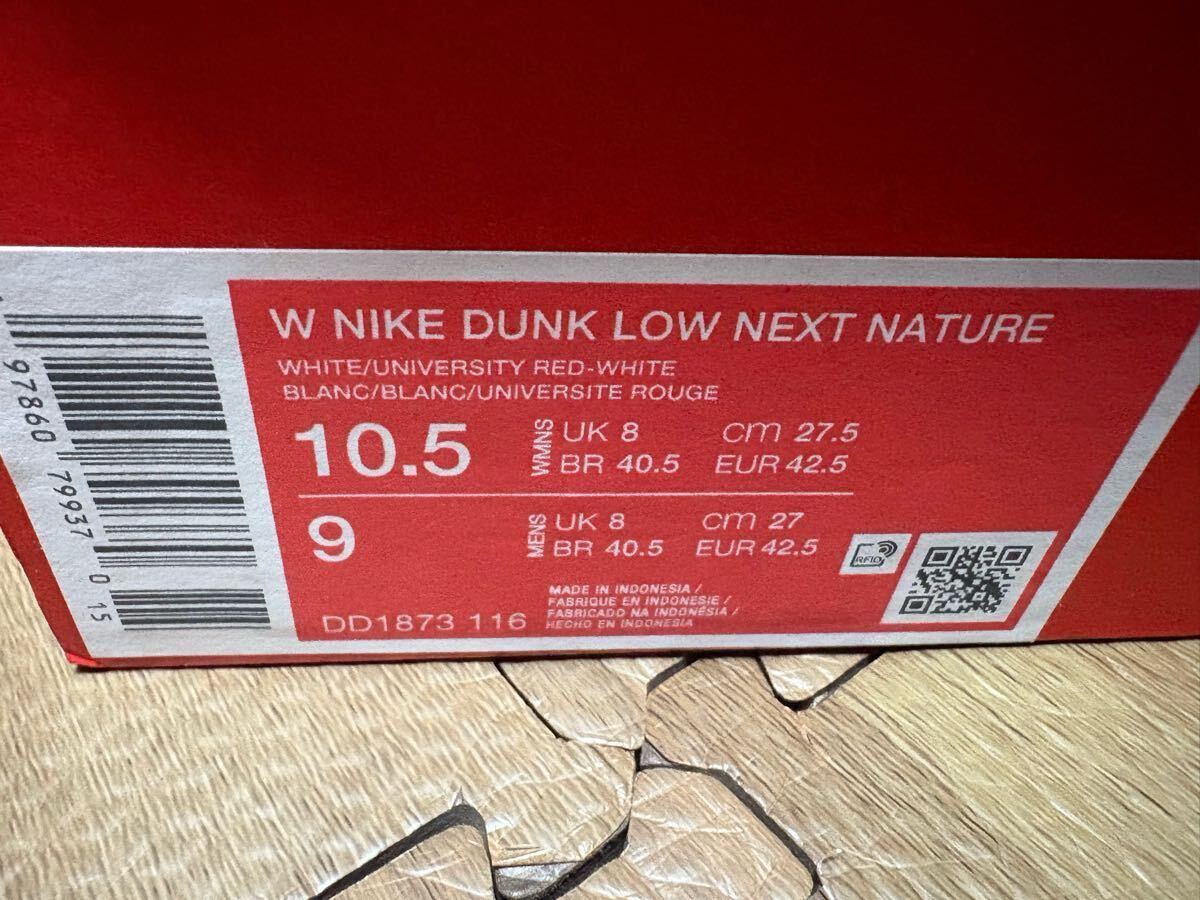 W NIKE DUNK LOW NEXT NATURE
WHITE/UNIVERSITY RED-WHITE
BLANC/BLANC/UNIVERSITE ROUGE
10.5 WMNS UK 8 cm 27.5
BR 40.5 EUR 42.5
9 MENS UK 8 cm 27
BR 40.5 EUR 42.5
RFID
DD1873 116
MADE IN INDONESIA /
FABRIQUE EN INDONESIE /
FABRICADO NA INDONÉSIA /
HECHO EN INDONESIA
97860 79937 0 15